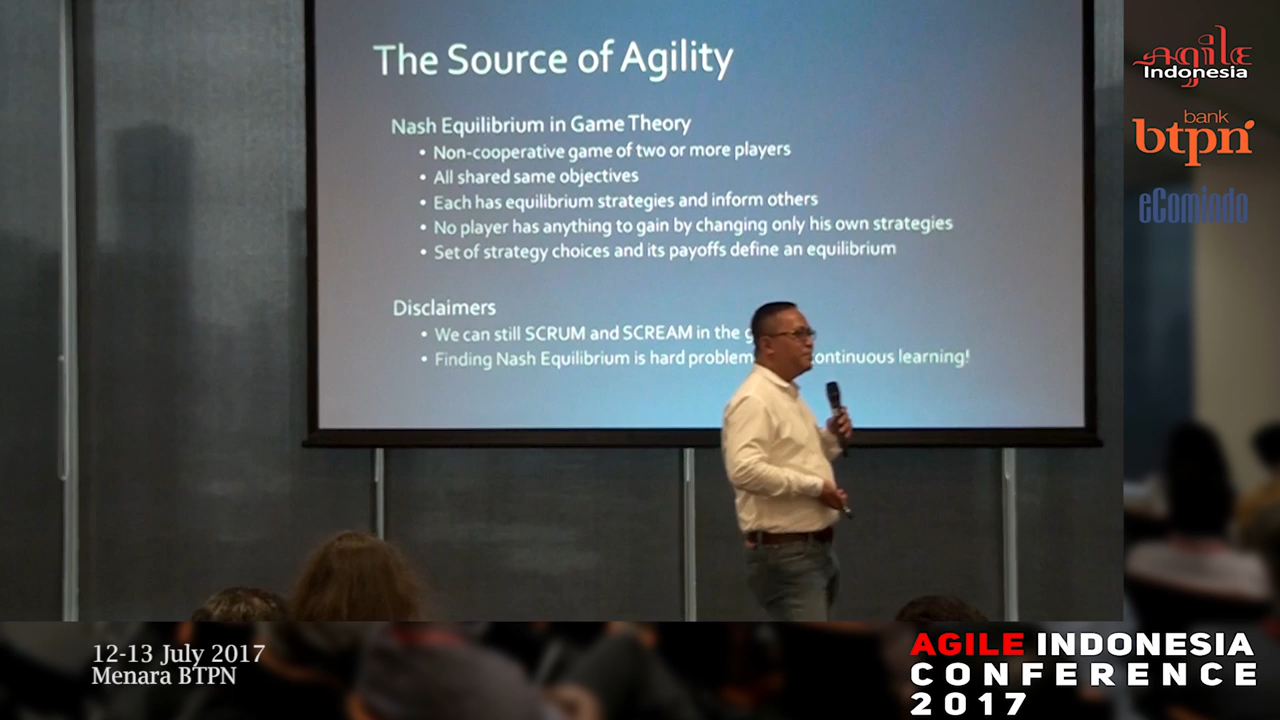 The Source of Agility
Nash Equilibrium in Game Theory
• Non-cooperative game of two or more players
• All shared same objectives
• Each has equilibrium strategies and inform others
• No player has anything to gain by changing only his own strategies
• Set of strategy choices and its payoffs define an equilibrium
Disclaimers
• We can still SCRUM and SCREAM in the
• Finding Nash Equilibrium is hard problem continuous learning!
agile
Indonesia
bank
btpn
eComindo
12-13 July 2017
Menara BTPN
AGILE INDONESIA
CONFERENCE
2017